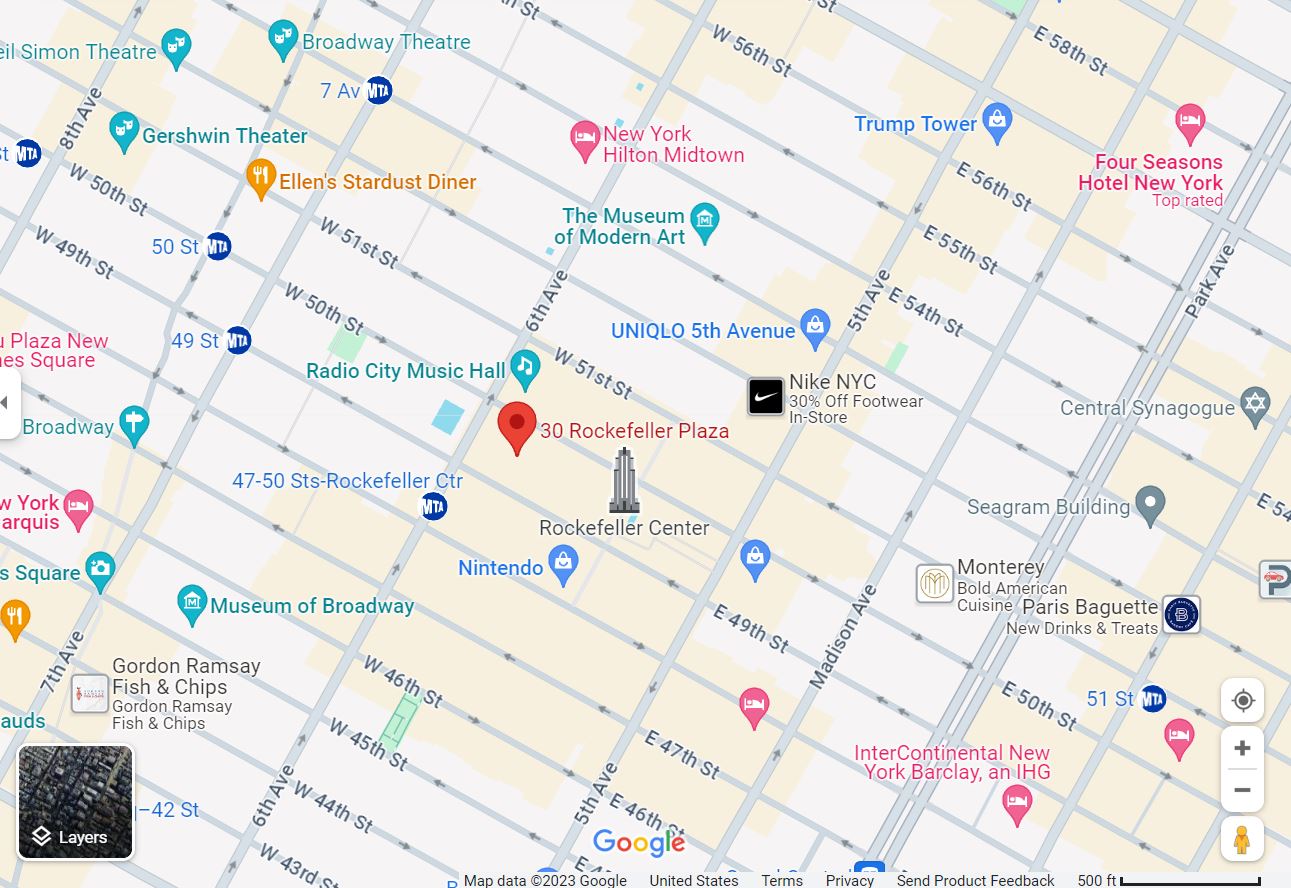 W 56th St
E 58th St
eil Simon Theatre
Broadway Theatre
7 Av
MTA
8th Ave
Gershwin Theater
MTA
New York
Hilton Midtown
Trump Tower
Four Seasons
Hotel New York
Top rated
W 50th St
Ellen's Stardust Diner
E 56th St
The Museum
of Modern Art
W 49th St
50 St
MTA
W 51st St
E 55th St
Park Ave
W 50th St
6th Ave
5th Ave
E 54th St
u Plaza New
nes Square
49 St
MTA
UNIQLO 5th Avenue
Radio City Music Hall
W 51st St
Nike NYC
30% Off Footwear
In-Store
Central Synagogue
Broadway
30 Rockefeller Plaza
47-50 Sts-Rockefeller Ctr
MTA
w York
arquis
Rockefeller Center
Seagram Building
E 54
s Square
Nintendo
Monterey
Bold American
Cuisine
Museum of Broadway
Paris Baguette
New Drinks & Treats
P
B
E 49th St
Madison Ave
7th Ave
Gordon Ramsay
Fish & Chips
Gordon Ramsay
Fish & Chips
W 46th St
E 50th St
51 St
MTA
auds
W 45th St
E 47th St
InterContinental New
York Barclay, an IHG
–42 St
6th Ave
W 44th St
5th Ave
E 46th St
Layers
W 43rd St
Google
Map data ©2023 Google
United States
Terms
Privacy
Send Product Feedback
500 ft